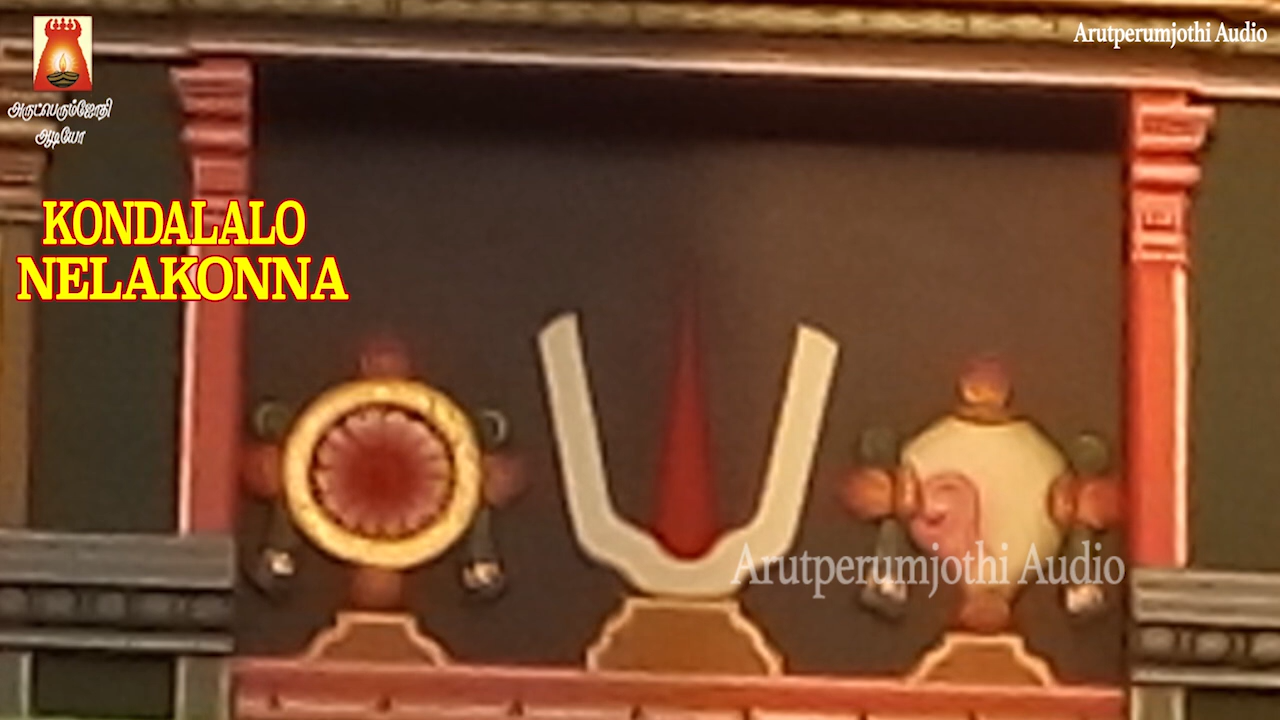 Arutperumjothi Audio
அருட்பெரும்ஜோதி
ஆடியோ
KONDALALO
NELAKONNA
Arutperumjothi Audio